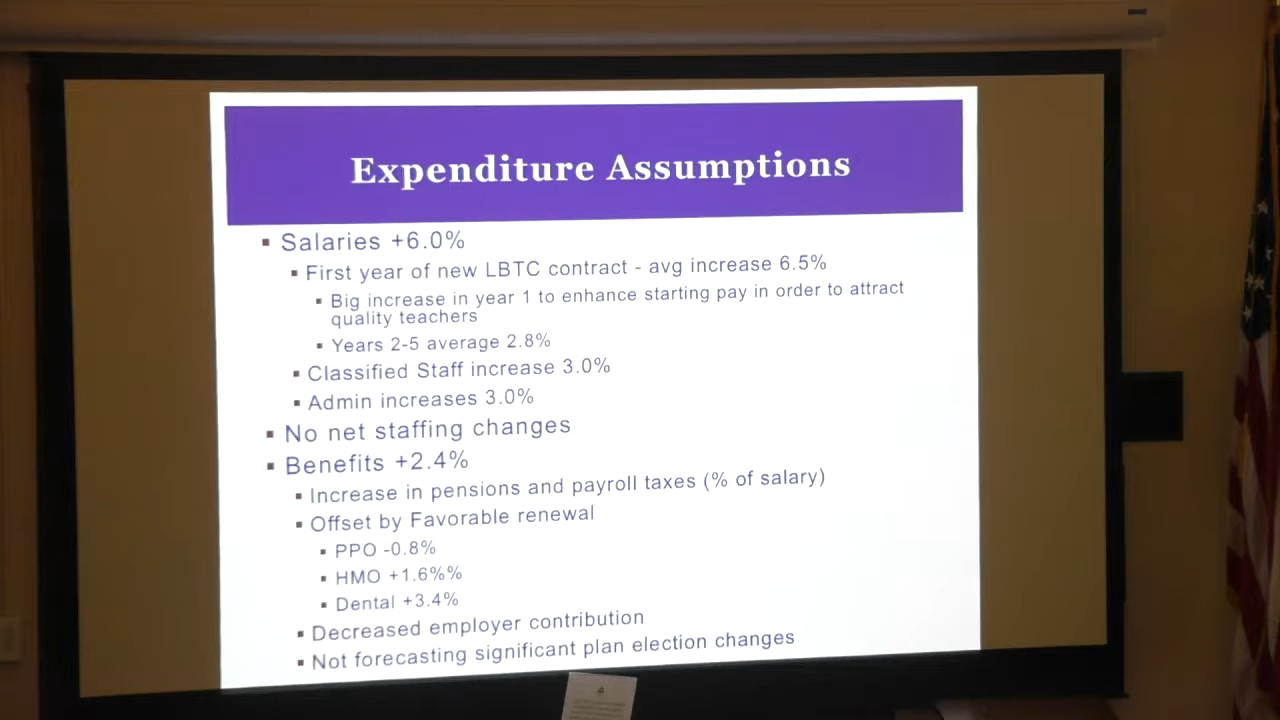 Expenditure Assumptions
▪ Salaries +6.0%
▪ First year of new LBTC contract - avg increase 6.5%
▪ Big increase in year 1 to enhance starting pay in order to attract
quality teachers
▪ Years 2-5 average 2.8%
▪ Classified Staff increase 3.0%
▪ Admin increases 3.0%
▪ No net staffing changes
▪ Benefits +2.4%
▪ Increase in pensions and payroll taxes (% of salary)
▪ Offset by Favorable renewal
▪ PPO -0.8%
▪ HMO +1.6%%
▪ Dental +3.4%
▪ Decreased employer contribution
▪ Not forecasting significant plan election changes